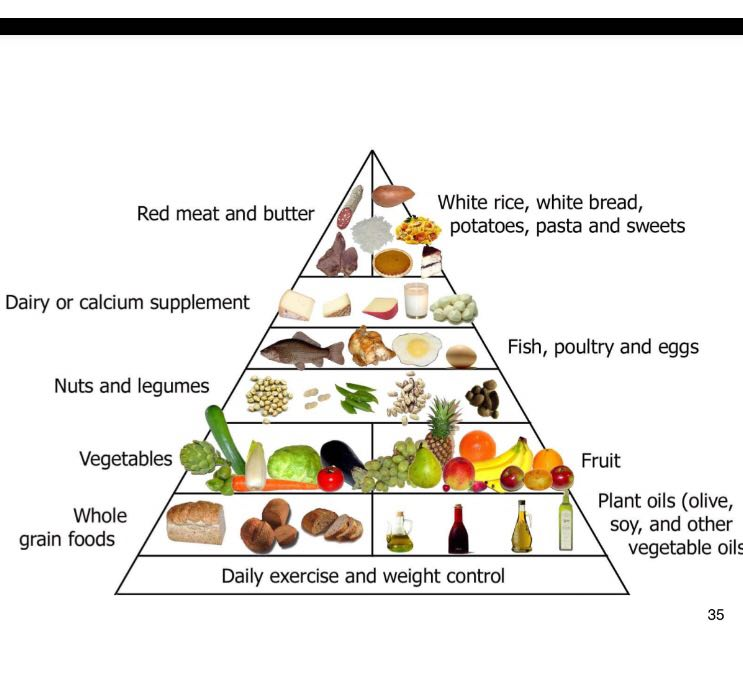 Red meat and butter
White rice, white bread,
potatoes, pasta and sweets
Dairy or calcium supplement
Fish, poultry and eggs
Nuts and legumes
Vegetables
Fruit
Whole
grain foods
Plant oils (olive,
soy, and other
vegetable oils
Daily exercise and weight control
35